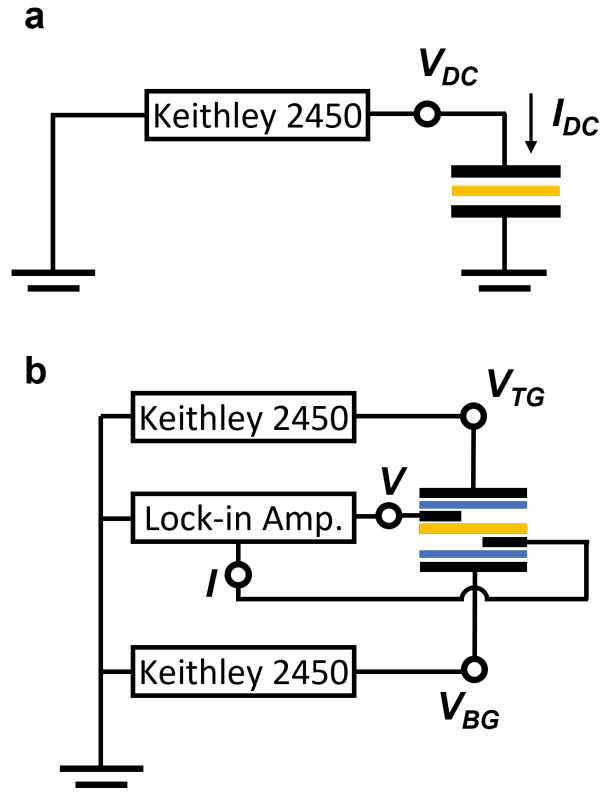 a
V_DC
Keithley 2450
I_DC
b
V_TG
Keithley 2450
V
Lock-in Amp.
I
Keithley 2450
V_BG